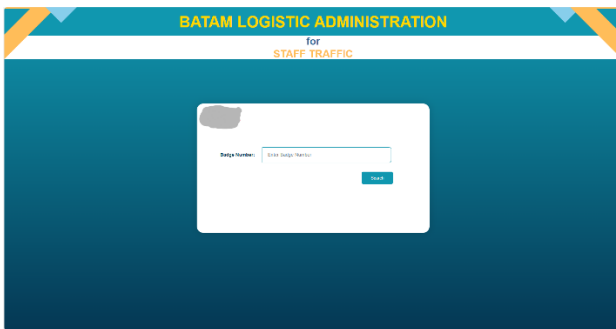 BATAM LOGISTIC ADMINISTRATION
for
STAFF TRAFFIC
Badge Number:
Enter Badge Number
Search